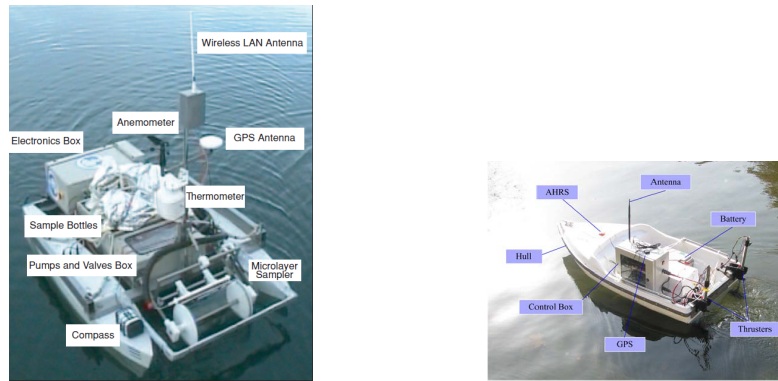 Wireless LAN Antenna
Anemometer
GPS Antenna
Electronics Box
Thermometer
Sample Bottles
Pumps and Valves Box
Microlayer
Sampler
Compass
Antenna
AHRS
Battery
Hull
Control Box
Thrusters
GPS